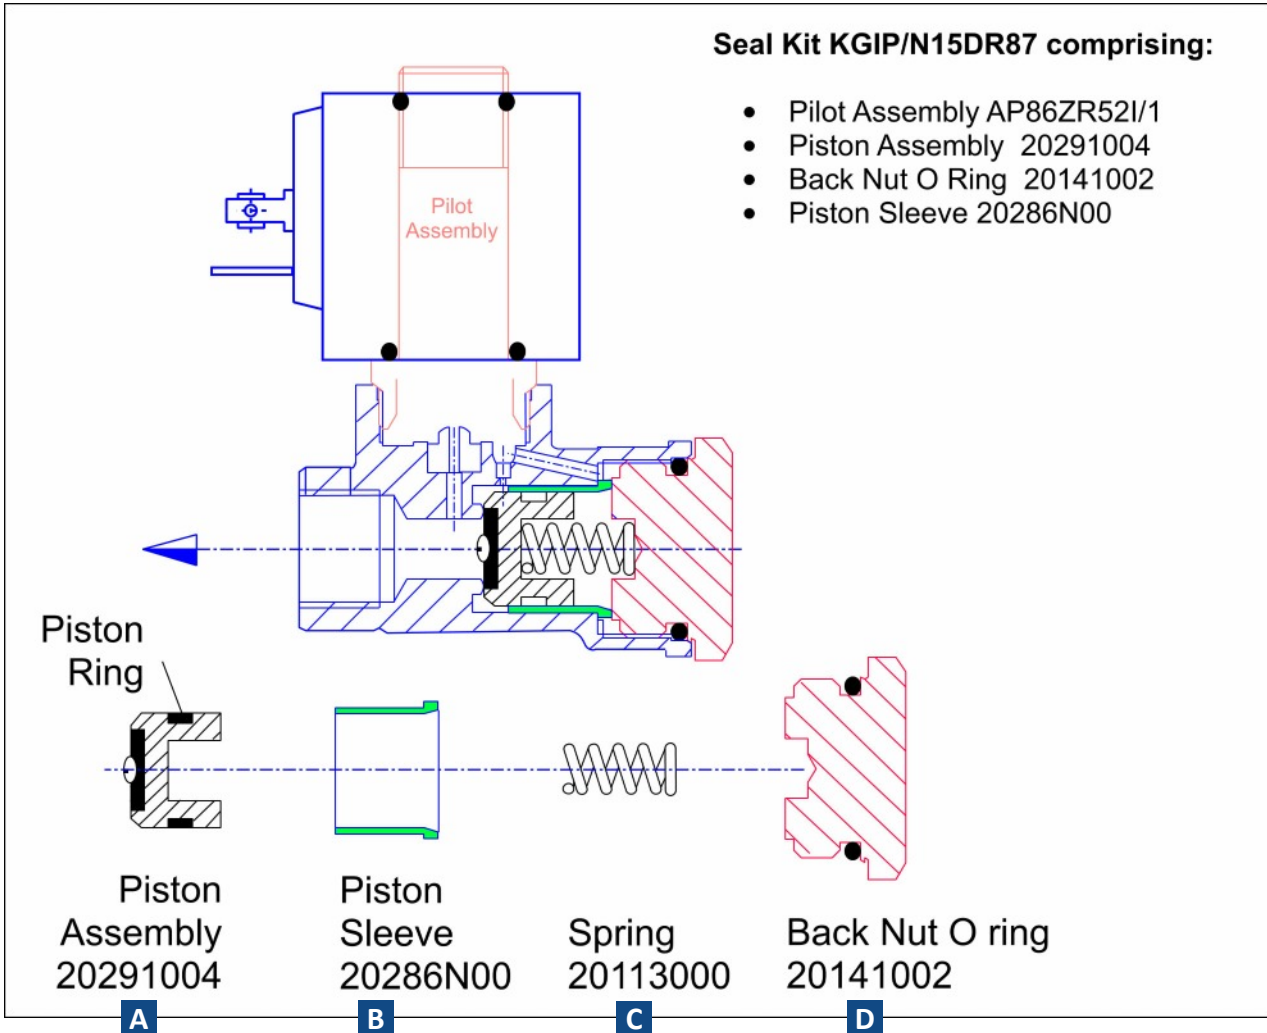 Seal Kit KGIP/N15DR87 comprising:
• Pilot Assembly AP86ZR52I/1
• Piston Assembly 20291004
• Back Nut O Ring 20141002
• Piston Sleeve 20286N00
Pilot
Assembly
Piston
Ring
Piston
Assembly
20291004
Piston
Sleeve
20286N00
Spring
20113000
Back Nut O ring
20141002
A
B
C
D